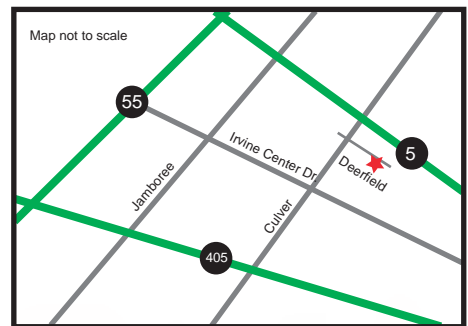 Map not to scale
55
5
Irvine Center Dr.
Deerfield
Jamboree
Culver
405